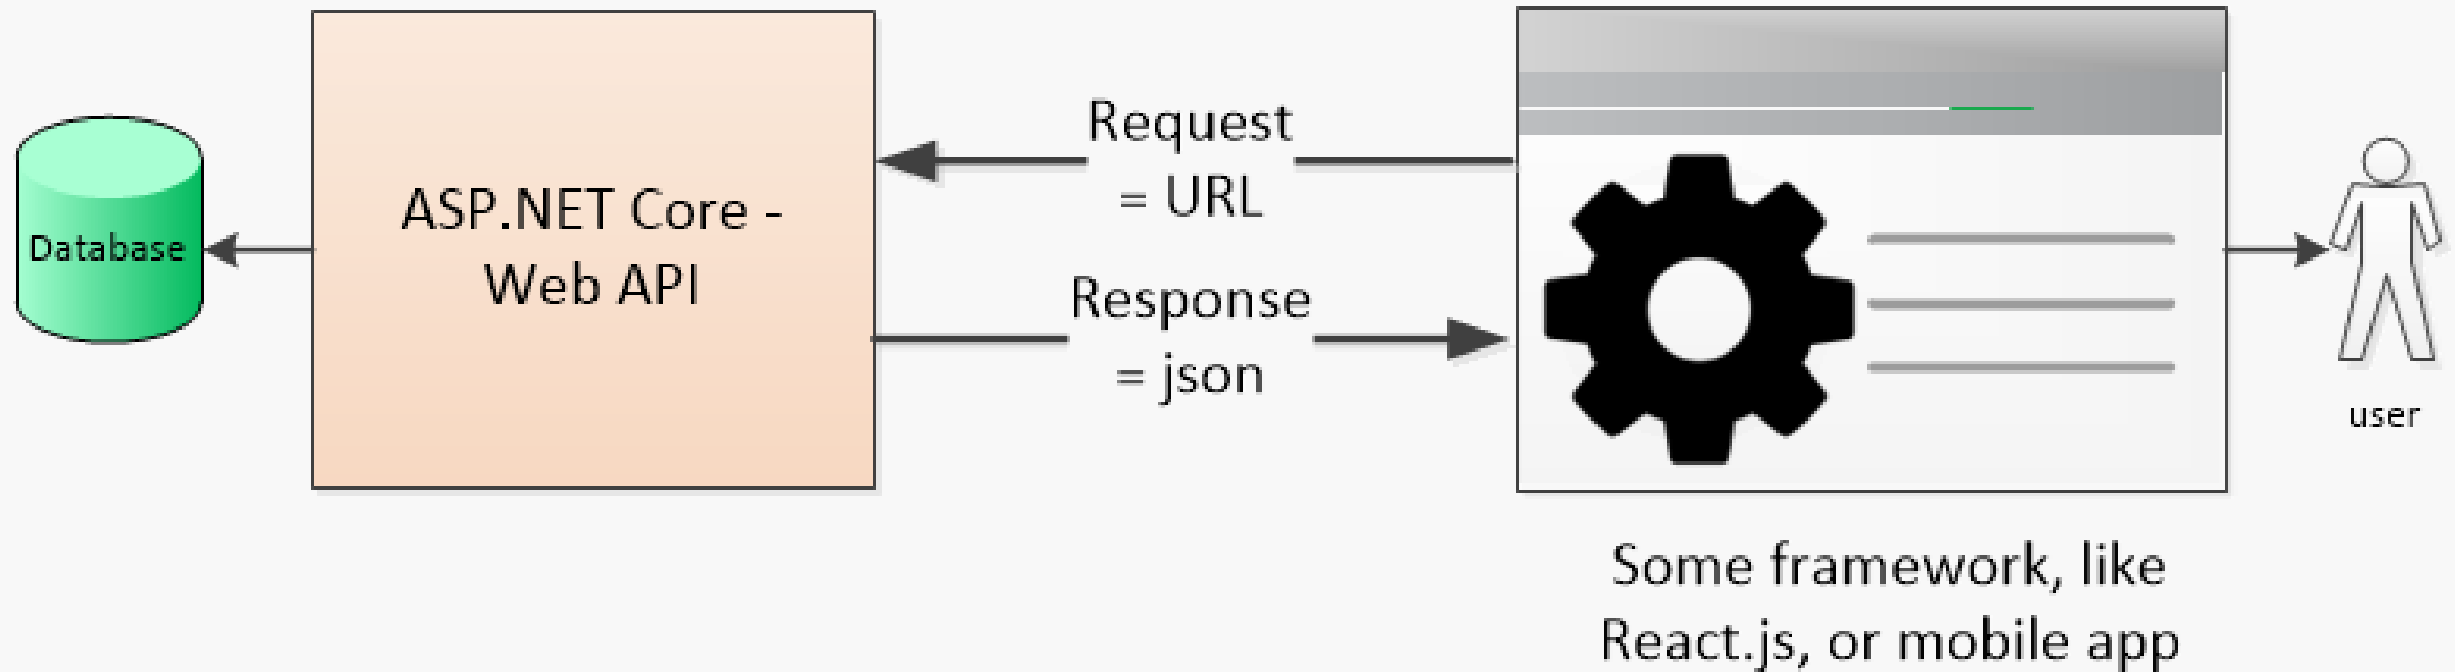 Database
ASP.NET Core -
Web API
Request
= URL
Response
= json
user
Some framework, like
React.js, or mobile app